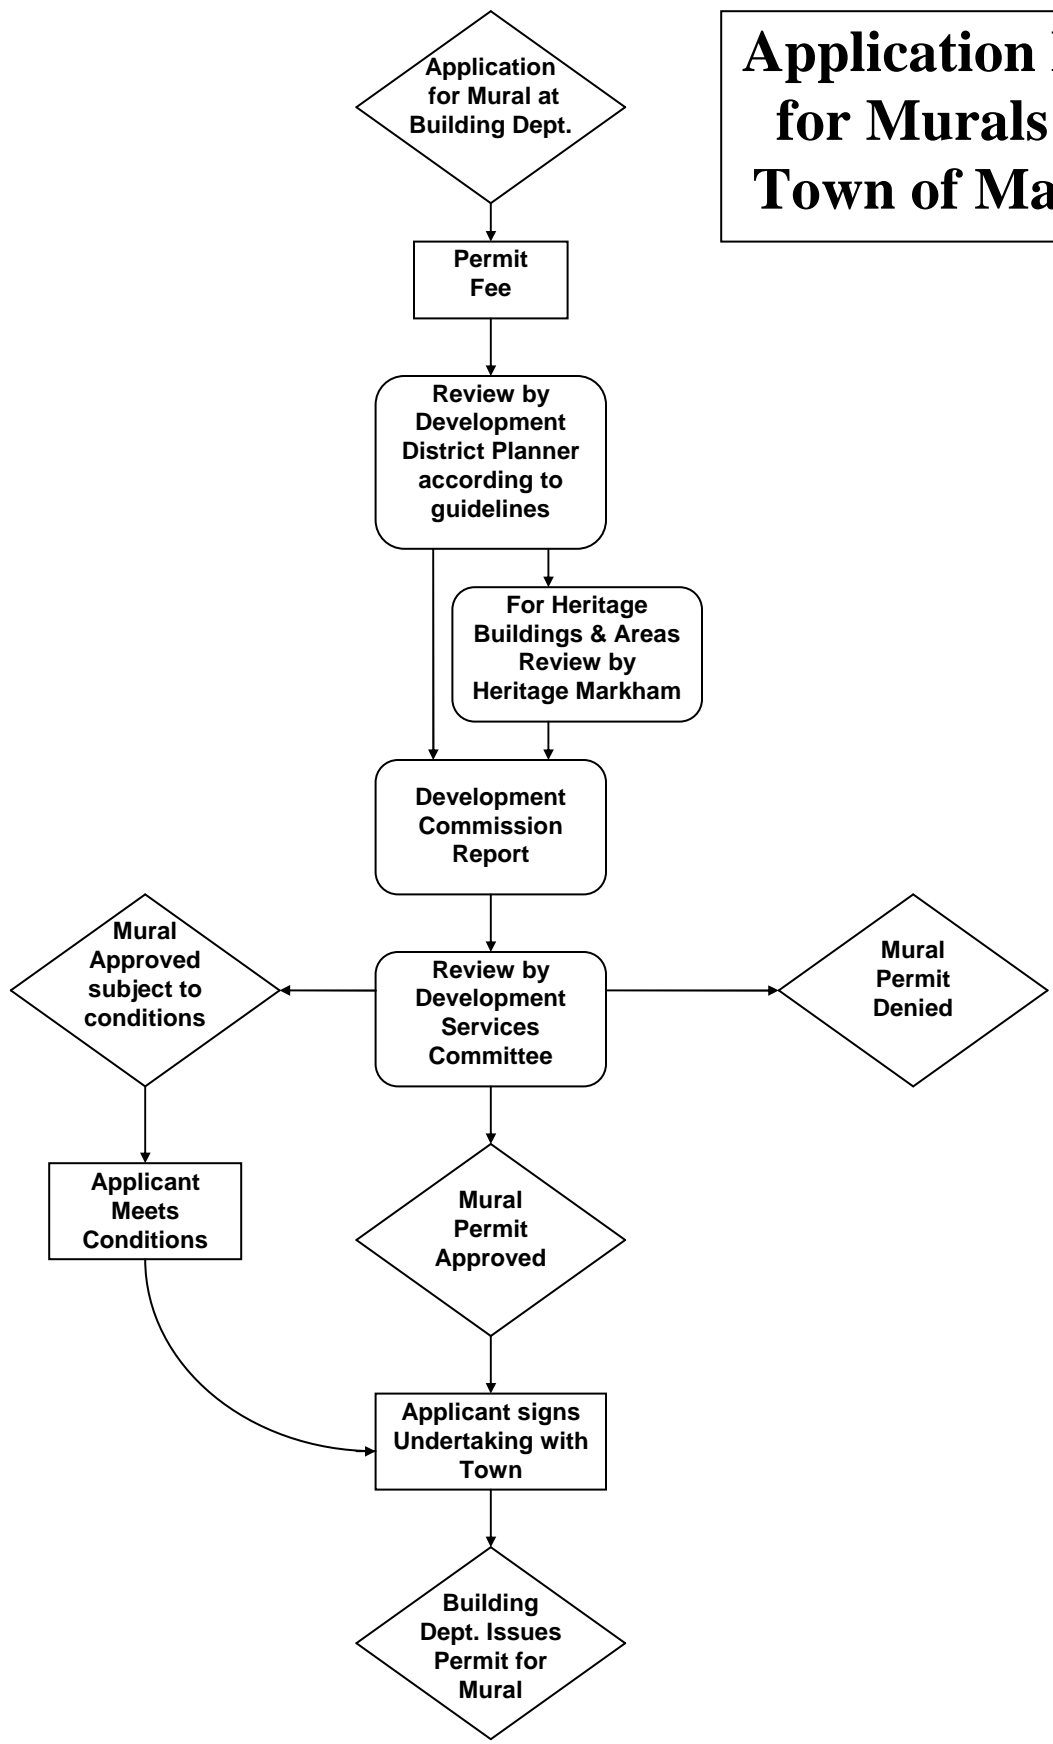 Application
for Mural at
Building Dept.
Application
for Murals
Town of Ma
Permit
Fee
Review by
Development
District Planner
according to
guidelines
For Heritage
Buildings & Areas
Review by
Heritage Markham
Development
Commission
Report
Mural
Approved
subject to
conditions
Review by
Development
Services
Committee
Mural
Permit
Denied
Applicant
Meets
Conditions
Mural
Permit
Approved
Applicant signs
Undertaking with
Town
Building
Dept. Issues
Permit for
Mural